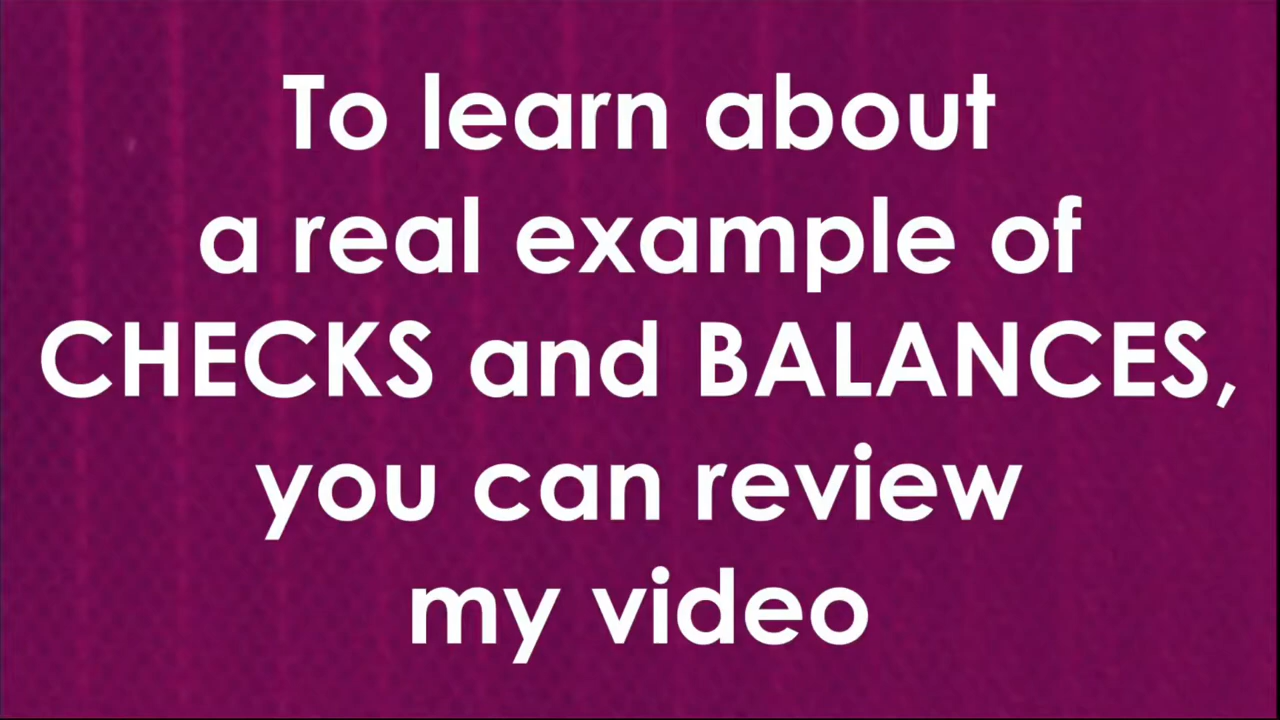 To learn about
a real example of
CHECKS and BALANCES,
you can review
my video